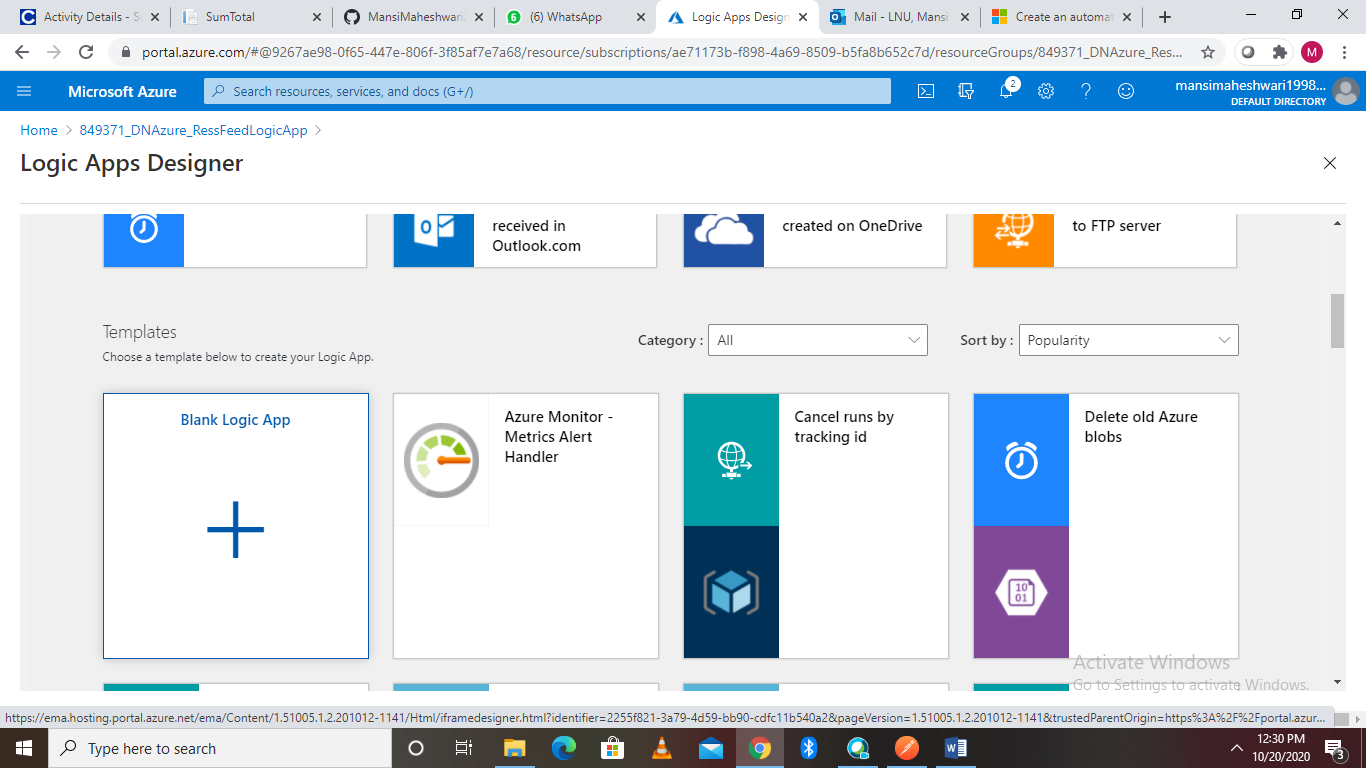 Activity Details - S
SumTotal
MansiMaheshwari
(6) WhatsApp
Logic Apps Design
Mail - LNU, Mansi
Create an automat
portal.azure.com/#@9267ae98-0f65-447e-806f-3f85af7e7a68/resource/subscriptions/ae71173b-f898-4a69-8509-b5fa8b652c7d/resourceGroups/849371_DNAzure_Res...
M
Microsoft Azure
Search resources, services, and docs (G+/)
2
mansimaheshwari1998...
DEFAULT DIRECTORY
Home > 849371_DNAzure_RessFeedLogicApp >
Logic Apps Designer
received in
Outlook.com
created on OneDrive
to FTP server
Templates
Choose a template below to create your Logic App.
Category :
All
Sort by :
Popularity
Blank Logic App
Azure Monitor -
Metrics Alert
Handler
Cancel runs by
tracking id
Delete old Azure
blobs
10
01
Activate Windows
Go to Settings to activate Windows.
https://ema.hosting.portal.azure.net/ema/Content/1.51005.1.2.201012-1141/Html/iframedesigner.html?identifier=2255f821-3a79-4d59-bb90-cdfc11b540a2&pageVersion=1.51005.1.2.201012-1141&trustedParentOrigin=https%3A%2F%2Fportal.azur...
Type here to search
12:30 PM
10/20/2020
3